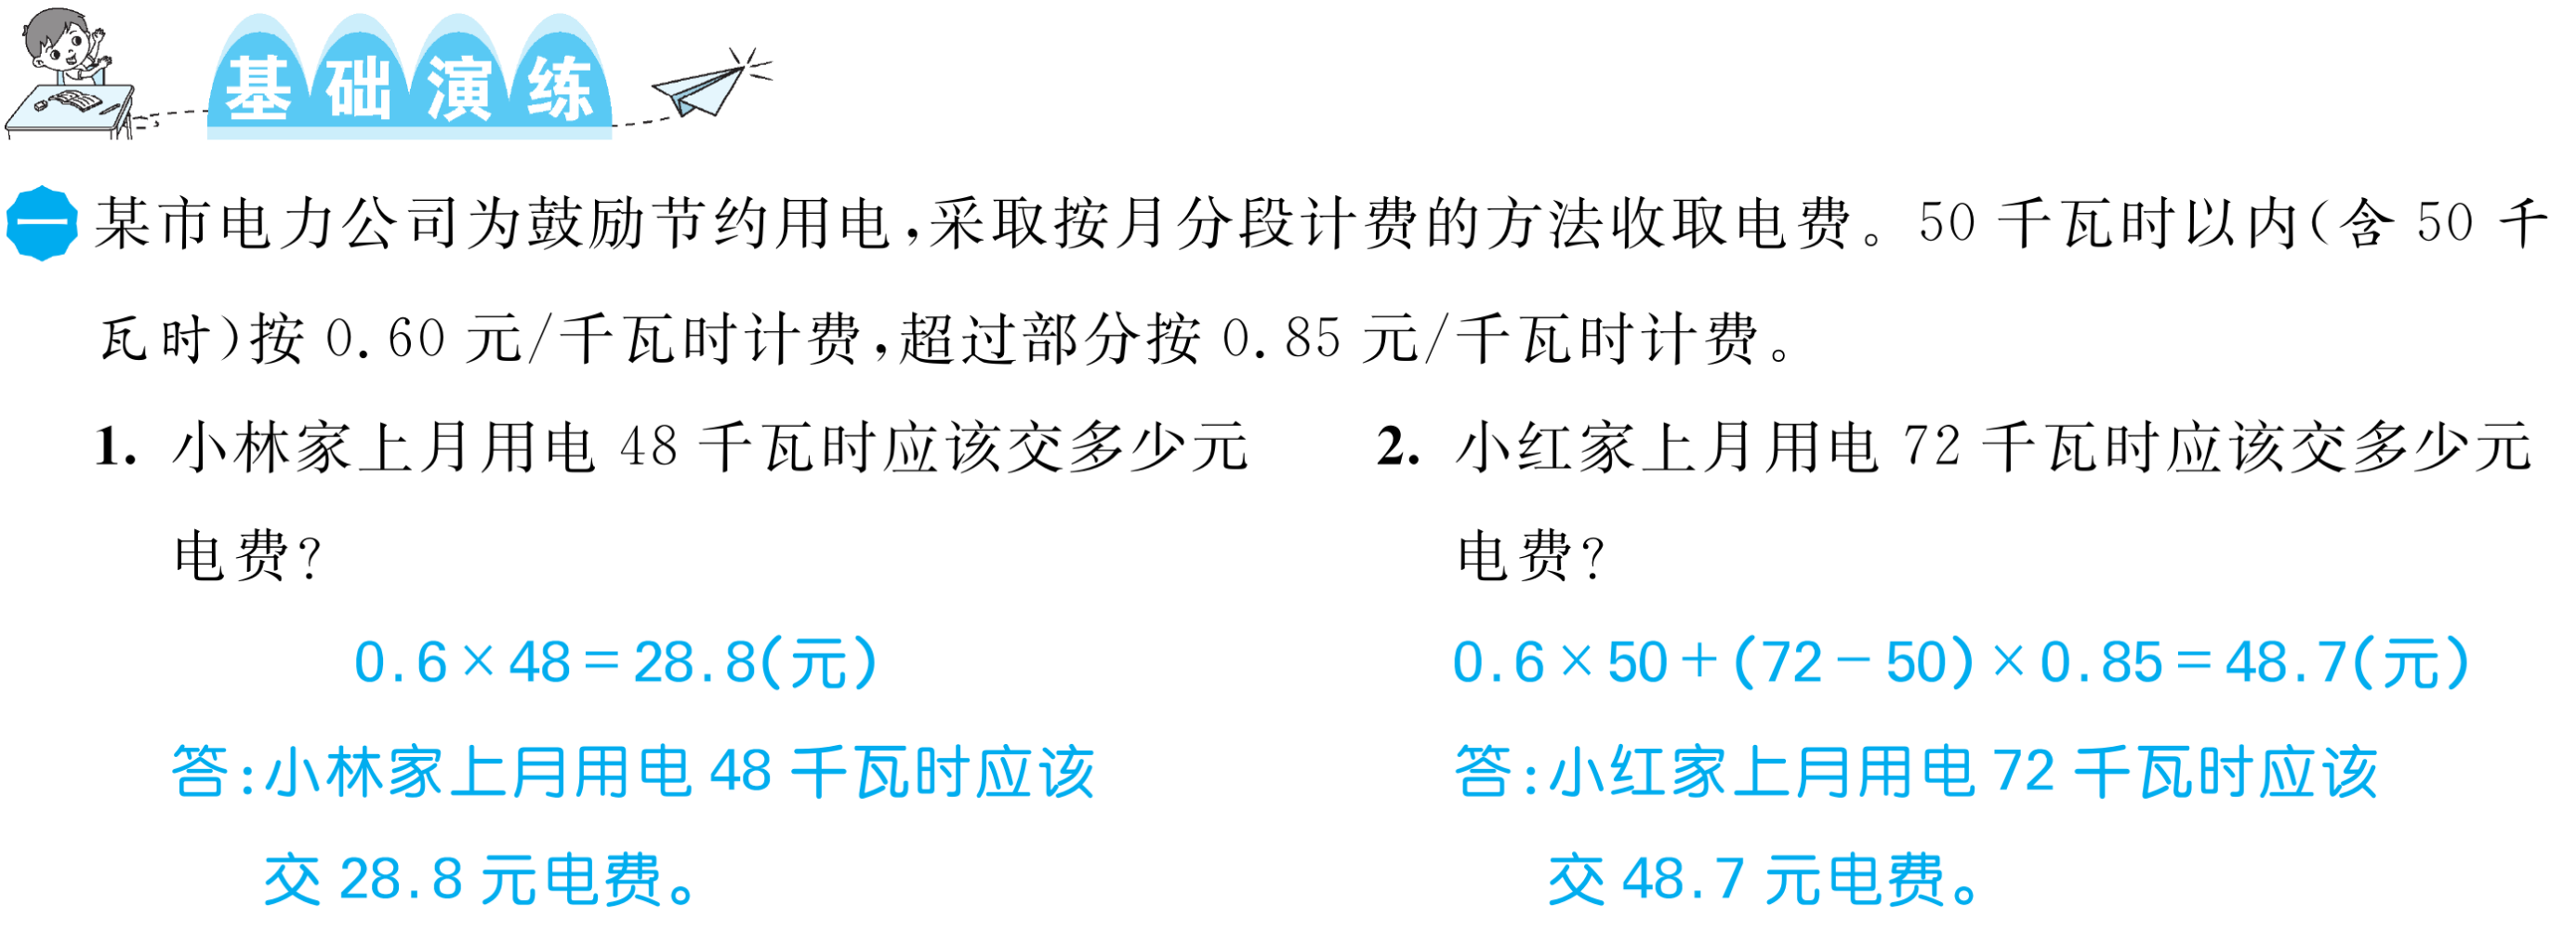 基础演练
一 某市电力公司为鼓励节约用电,采取按月分段计费的方法收取电费。50 千瓦时以内(含 50 千
瓦时)按 0.60 元/千瓦时计费,超过部分按 0.85 元/千瓦时计费。
1. 小林家上月用电 48 千瓦时应该交多少元
电费?
0.6×48=28.8(元)
答:小林家上月用电 48 千瓦时应该
交 28.8 元电费。
2. 小红家上月用电 72 千瓦时应该交多少元
电费?
0.6×50+(72-50)×0.85=48.7(元)
答:小红家上月用电 72 千瓦时应该
交 48.7 元电费。